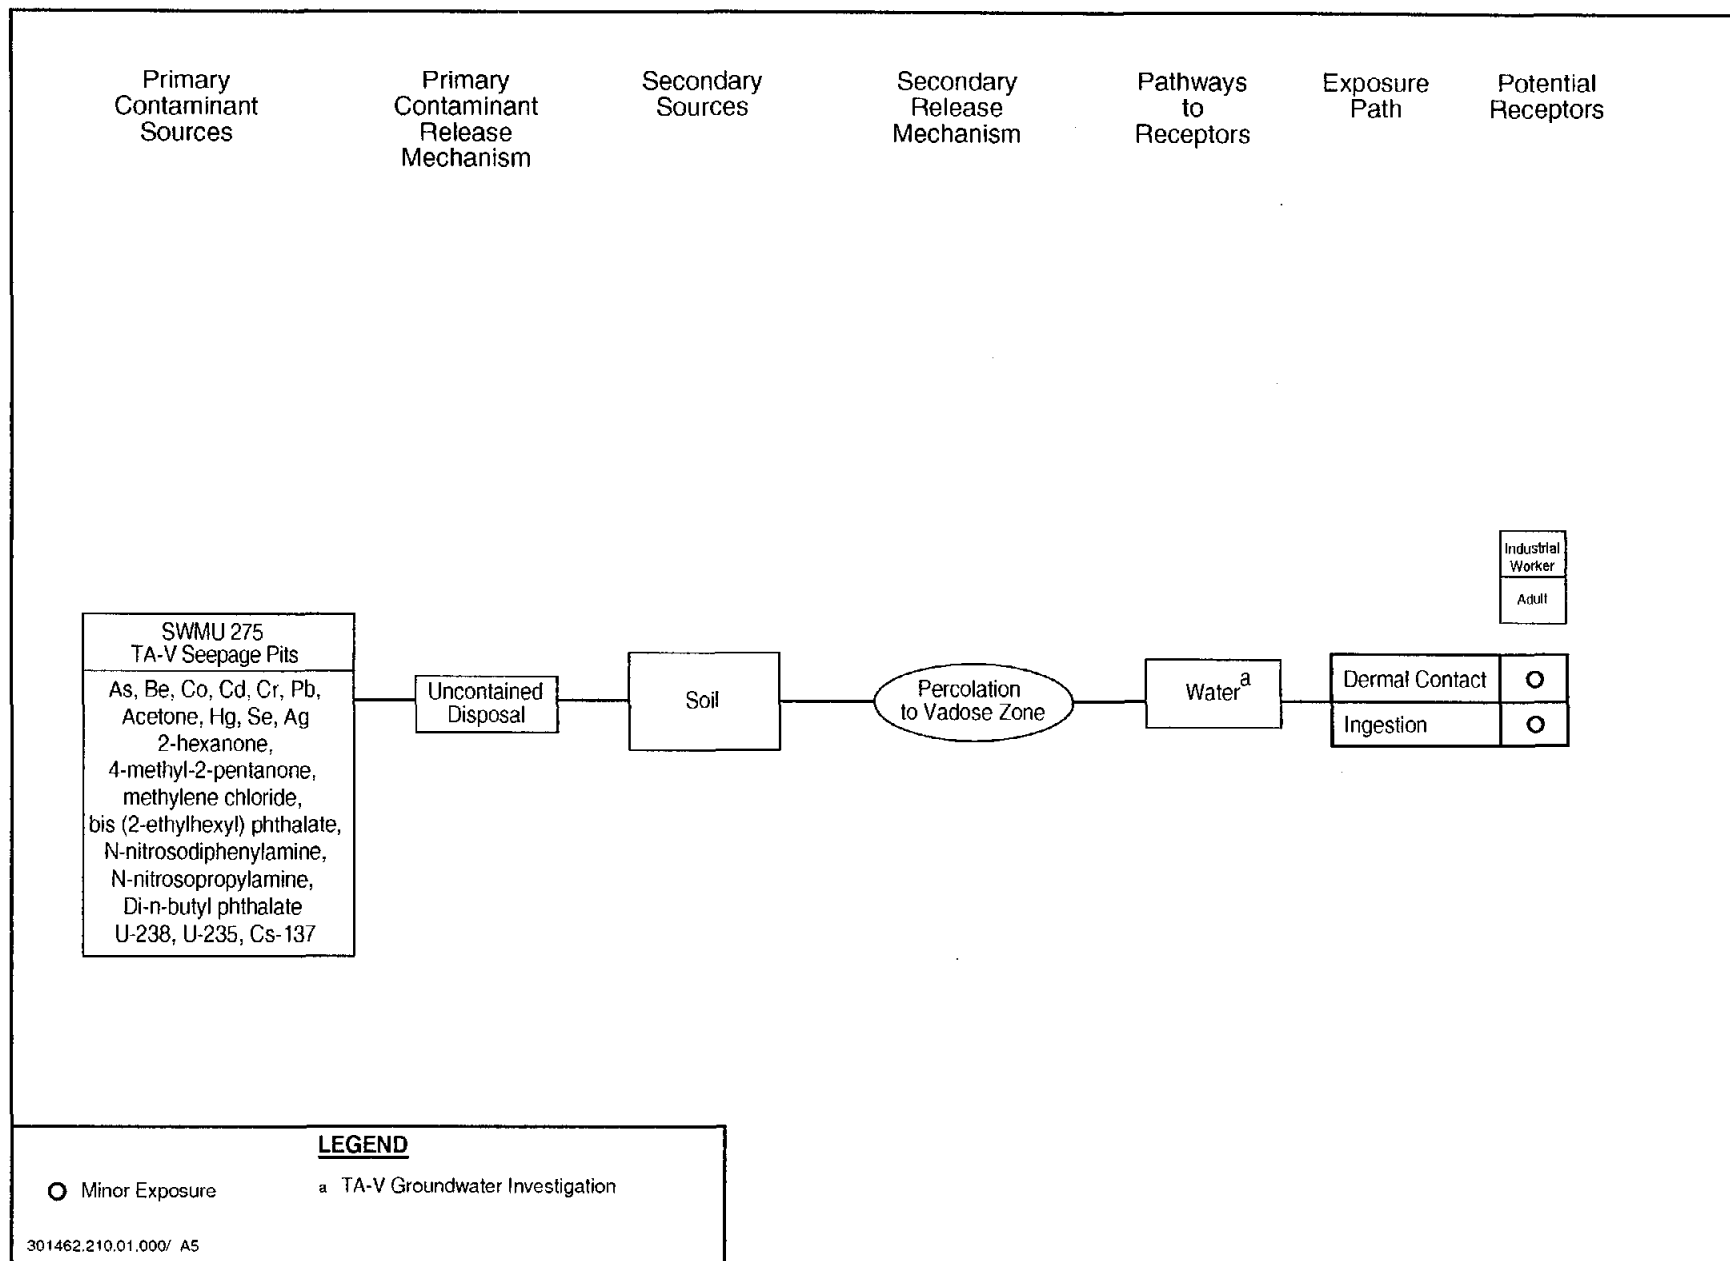 Primary
Contaminant
Sources
Primary
Contaminant
Release
Mechanism
Secondary
Sources
Secondary
Release
Mechanism
Pathways
to
Receptors
Exposure
Path
Potential
Receptors
Industrial
Worker
Adult
SWMU 275
TA-V Seepage Pits
As, Be, Co, Cd, Cr, Pb,
Acetone, Hg, Se, Ag
2-hexanone,
4-methyl-2-pentanone,
methylene chloride,
bis (2-ethylhexyl) phthalate,
N-nitrosodiphenylamine,
N-nitrosopropylamine,
Di-n-butyl phthalate
U-238, U-235, Cs-137
Uncontained
Disposal
Soil
Percolation
to Vadose Zone
Water a
Dermal Contact O
Ingestion O
LEGEND
O Minor Exposure
a TA-V Groundwater Investigation
301462.210.01.000/ A5